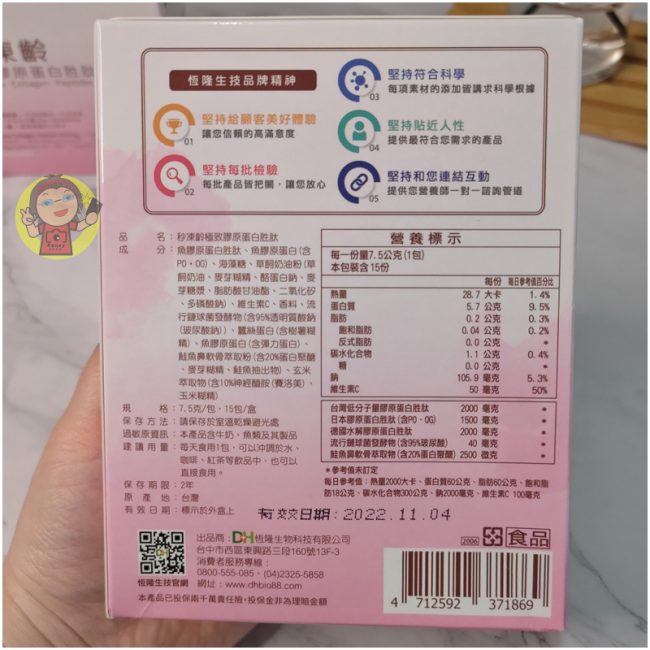 凍齡
膠原蛋白胜肽
Collagen Peptides
恆隆生技品牌精神
01
堅持給顧客美好體驗
讓您信賴的高滿意度
02
堅持每批檢驗
每批產品皆把關，讓您放心
03
堅持符合科學
每項素材的添加皆講求科學根據
04
堅持貼近人性
提供最符合您需求的產品
05
堅持和您連結互動
提供您營養師一對一諮詢管道
品名：秒凍齡極致膠原蛋白胜肽
成分：魚膠原蛋白胜肽、魚膠原蛋白(含
PO、OG)、海藻糖、草飼奶油粉(草
飼奶油、麥芽糊精、酪蛋白鈉、麥
芽糖漿、脂肪酸甘油酯、二氧化矽
、多磷酸鈉)、維生素C、香料、流
行鏈球菌發酵物(含95%透明質酸鈉
(玻尿酸鈉))、蠶絲蛋白(含樹薯糊
精)、魚膠原蛋白(含彈力蛋白)、
鮭魚鼻軟骨萃取粉(含20%蛋白聚醣
、麥芽糊精、鮭魚抽出物)、玄米
萃取物(含10%神經醯胺(賽洛美)、
玉米糊精)
規格：7.5克/包，15包/盒
保存方法：請保存於室溫乾燥避光處
過敏原資訊：本產品含牛奶、魚類及其製品
建議用量：每天食用1包，可以沖調於水、
咖啡、紅茶等飲品中，也可以
直接食用。
保存期限：2年
原產地：台灣
有效日期：標示於外盒上
營養標示
每一份量7.5公克(1包)
本包裝含15份
每份 每日參考值百分比
熱量 28.7 大卡 1.4%
蛋白質 5.7 公克 9.5%
脂肪 0.2 公克 0.3%
飽和脂肪 0.04 公克 0.2%
反式脂肪 0.0 公克 *
碳水化合物 1.1 公克 0.4%
糖 0.0 公克 *
鈉 105.9 毫克 5.3%
維生素C 50 毫克 50%
台灣低分子量膠原蛋白胜肽 2000 毫克 *
日本膠原蛋白胜肽(含PO、OG) 1500 毫克 *
德國水解膠原蛋白胜肽 2000 毫克 *
流行鏈球菌發酵物(含95%玻尿酸) 40 毫克 *
鮭魚鼻軟骨萃取(含20%蛋白聚醣) 2500 微克 *
*參考值未訂定
每日參考值：熱量2000大卡、蛋白質60公克、脂肪60公克、飽和脂
肪18公克、碳水化合物300公克、鈉2000毫克、維生素C 100毫克
有效日期:2022.11.04
出品商：DH恆隆生物科技有限公司
台中市西區東興路三段160號13F-3
消費者服務專線：
0800-555-085、(04)2325-5858
網址：www.dhbio88.com
恆隆生技官網
本產品已投保兩千萬責任險，投保金非為理賠金額
2006
食品
4 712592 371869